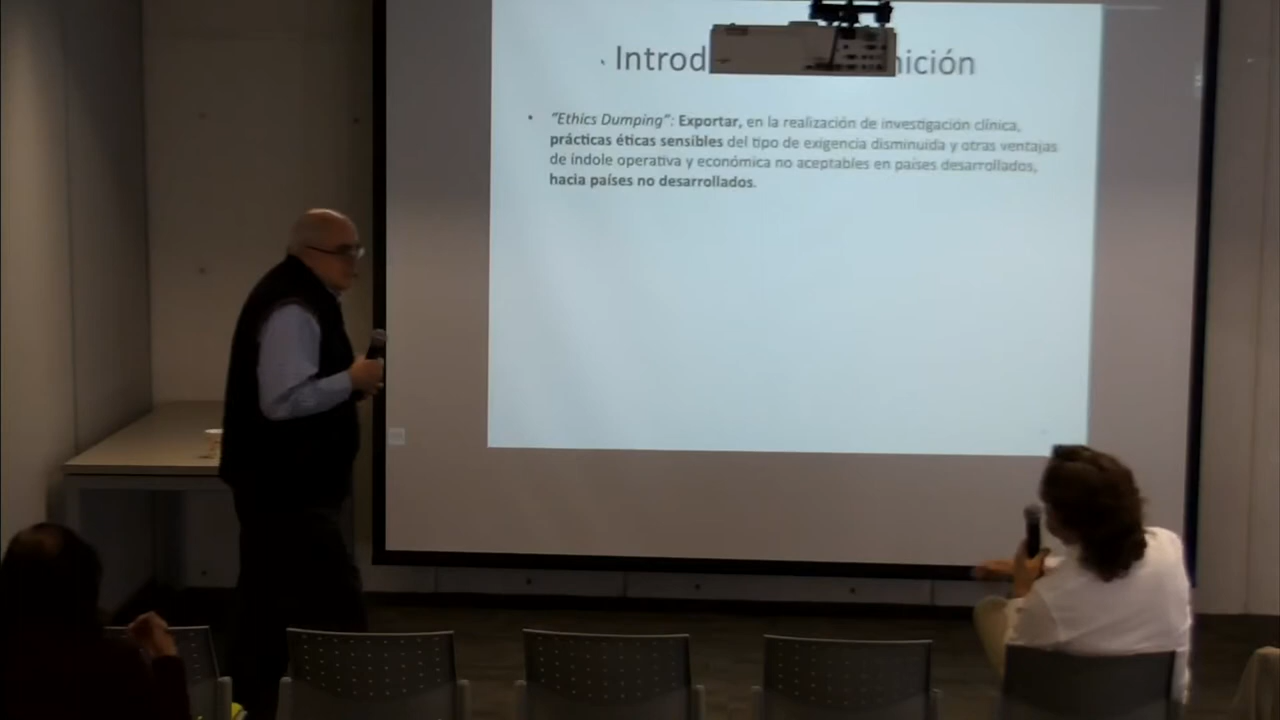 Introd nición
• "Ethics Dumping": Exportar, en la realización de investigación clínica,
prácticas éticas sensibles del tipo de exigencia disminuida y otras ventajas
de índole operativa y económica no aceptables en países desarrollados,
hacia países no desarrollados.